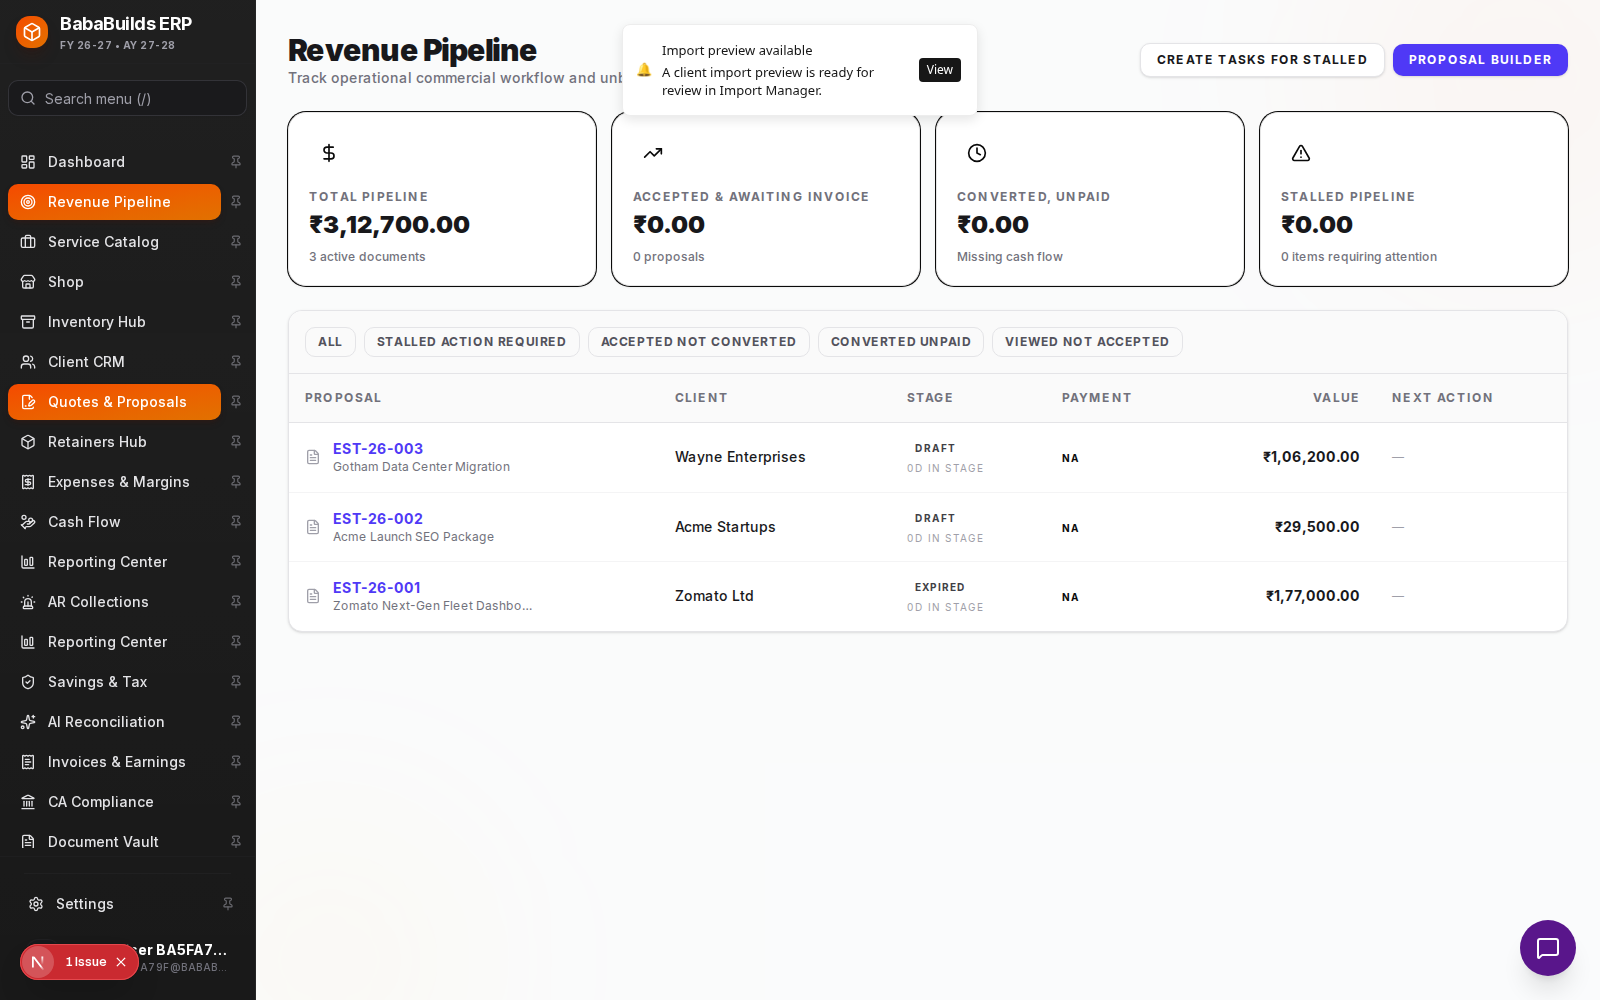 BabaBuilds ERP
FY 26-27 • AY 27-28
Search menu (/)
Dashboard
Revenue Pipeline
Service Catalog
Shop
Inventory Hub
Client CRM
Quotes & Proposals
Retainers Hub
Expenses & Margins
Cash Flow
Reporting Center
AR Collections
Reporting Center
Savings & Tax
AI Reconciliation
Invoices & Earnings
CA Compliance
Document Vault
Settings
ser BA5FA7...
A79F@BABAB...
N 1 Issue
Revenue Pipeline
Track operational commercial workflow and
Import preview available
🔔 A client import preview is ready for
review in Import Manager.
View
CREATE TASKS FOR STALLED
PROPOSAL BUILDER
TOTAL PIPELINE
₹3,12,700.00
3 active documents
ACCEPTED & AWAITING INVOICE
₹0.00
0 proposals
CONVERTED, UNPAID
₹0.00
Missing cash flow
STALLED PIPELINE
₹0.00
0 items requiring attention
ALL STALLED ACTION REQUIRED ACCEPTED NOT CONVERTED CONVERTED UNPAID VIEWED NOT ACCEPTED
PROPOSAL CLIENT STAGE PAYMENT VALUE NEXT ACTION
EST-26-003
Gotham Data Center Migration
Wayne Enterprises
DRAFT
0D IN STAGE
NA
₹1,06,200.00
—
EST-26-002
Acme Launch SEO Package
Acme Startups
DRAFT
0D IN STAGE
NA
₹29,500.00
—
EST-26-001
Zomato Next-Gen Fleet Dashbo...
Zomato Ltd
EXPIRED
0D IN STAGE
NA
₹1,77,000.00
—